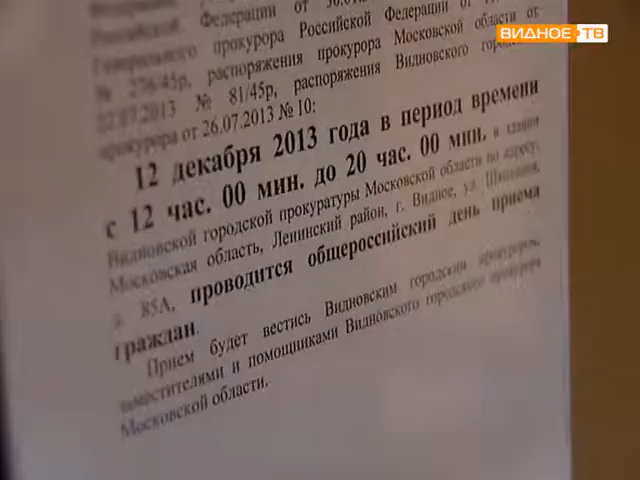 ВИДНОЕ ТВ
Российской Федерации от
Генерального прокурора Российской Федерации от
№ 276/45р, распоряжения прокурора Московской области от
22.07.2013 № 81/45р, распоряжения Видновского
прокурора от 26.07.2013 № 10:
12 декабря 2013 года в период времени
с 12 час. 00 мин. до 20 час. 00 мин. в здании
Видновской городской прокуратуры Московской области по адресу:
Московская область, Ленинский район, г. Видное, ул. Школьная,
85А, проводится общероссийский день приема
граждан.
Прием будет вестись Видновским городским прокурором,
заместителями и помощниками Видновского городского прокурора
Московской области.